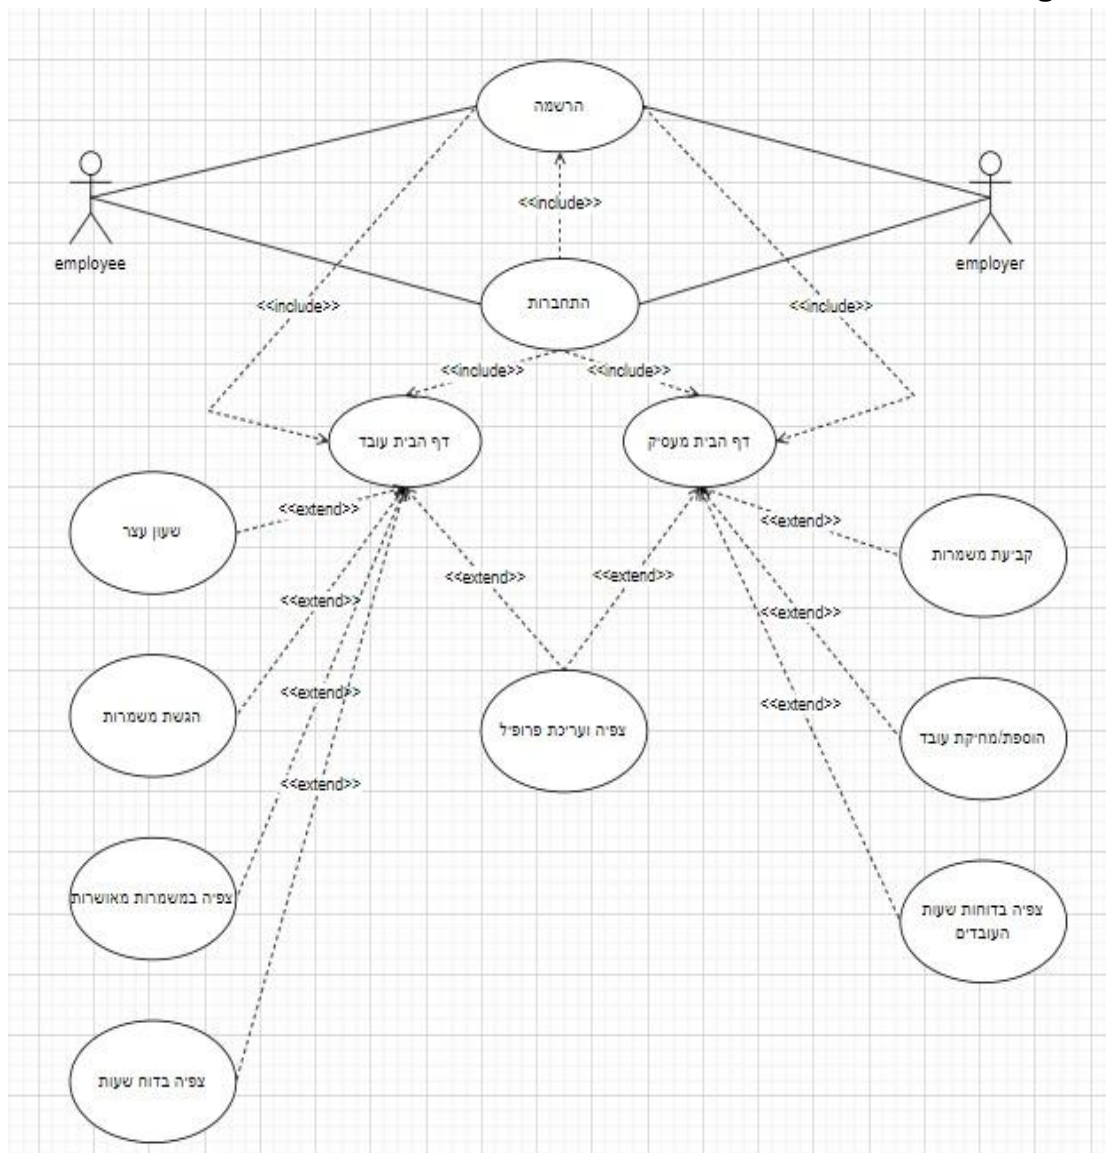 הרשמה
<<include>>
employee
employer
<<include>>
התחברות
<<include>>
<<include>>
<<include>>
דף הבית עובד
דף הבית מעסיק
<<extend>>
שעון עצר
<<extend>>
קביעת משמרות
<<extend>>
<<extend>>
<<extend>>
<<extend>>
<<extend>>
<<extend>>
הגשת משמרות
צפיה ועריכת פרופיל
הוספת/מחיקת עובד
<<extend>>
צפיה במשמרות מאושרות
צפיה בדוחות שעות
העובדים
צפיה בדוח שעות